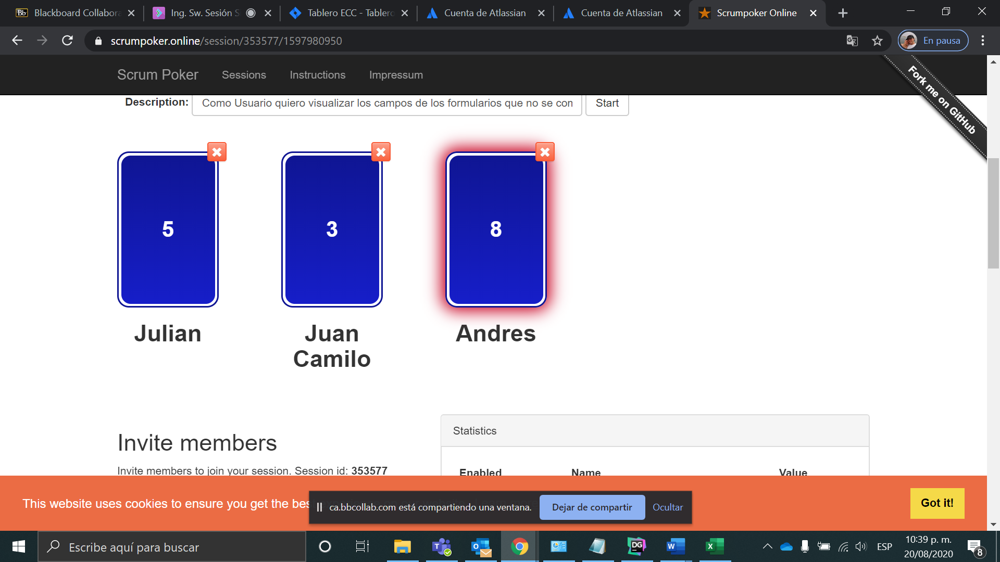 Bb Blackboard Collabora
Ing. Sw. Sesión S
Tablero ECC - Tablero
Cuenta de Atlassian
Cuenta de Atlassian
Scrumpoker Online
scrumpoker.online/session/353577/1597980950
En pausa
Scrum Poker Sessions Instructions Impressum
Fork me on GitHub
Description: Como Usuario quiero visualizar los campos de los formularios que no se con Start
5 3 8
Julian Juan Camilo Andres
Invite members
Invite members to join your session. Session id: 353577
Statistics
Enabled Name Value
This website uses cookies to ensure you get the bes
Got it!
ca.bbcollab.com está compartiendo una ventana. Dejar de compartir Ocultar
Escribe aquí para buscar
ESP
10:39 p. m.
20/08/2020
8